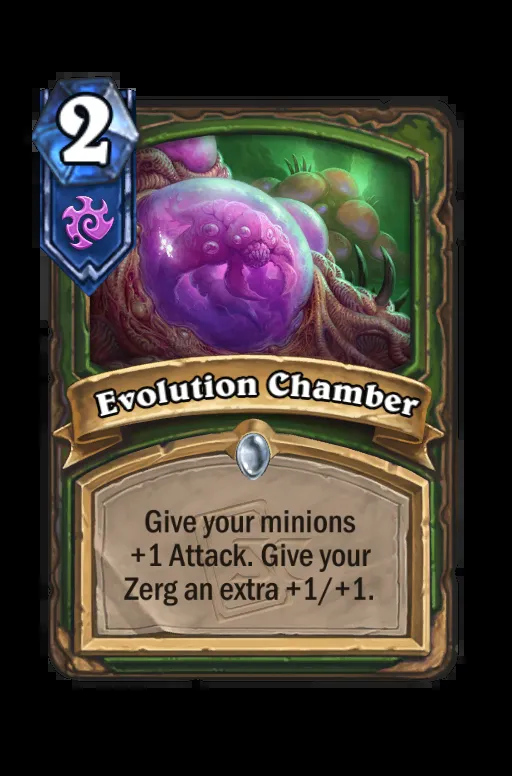 2
Evolution Chamber
Give your minions
+1 Attack. Give your
Zerg an extra +1/+1.